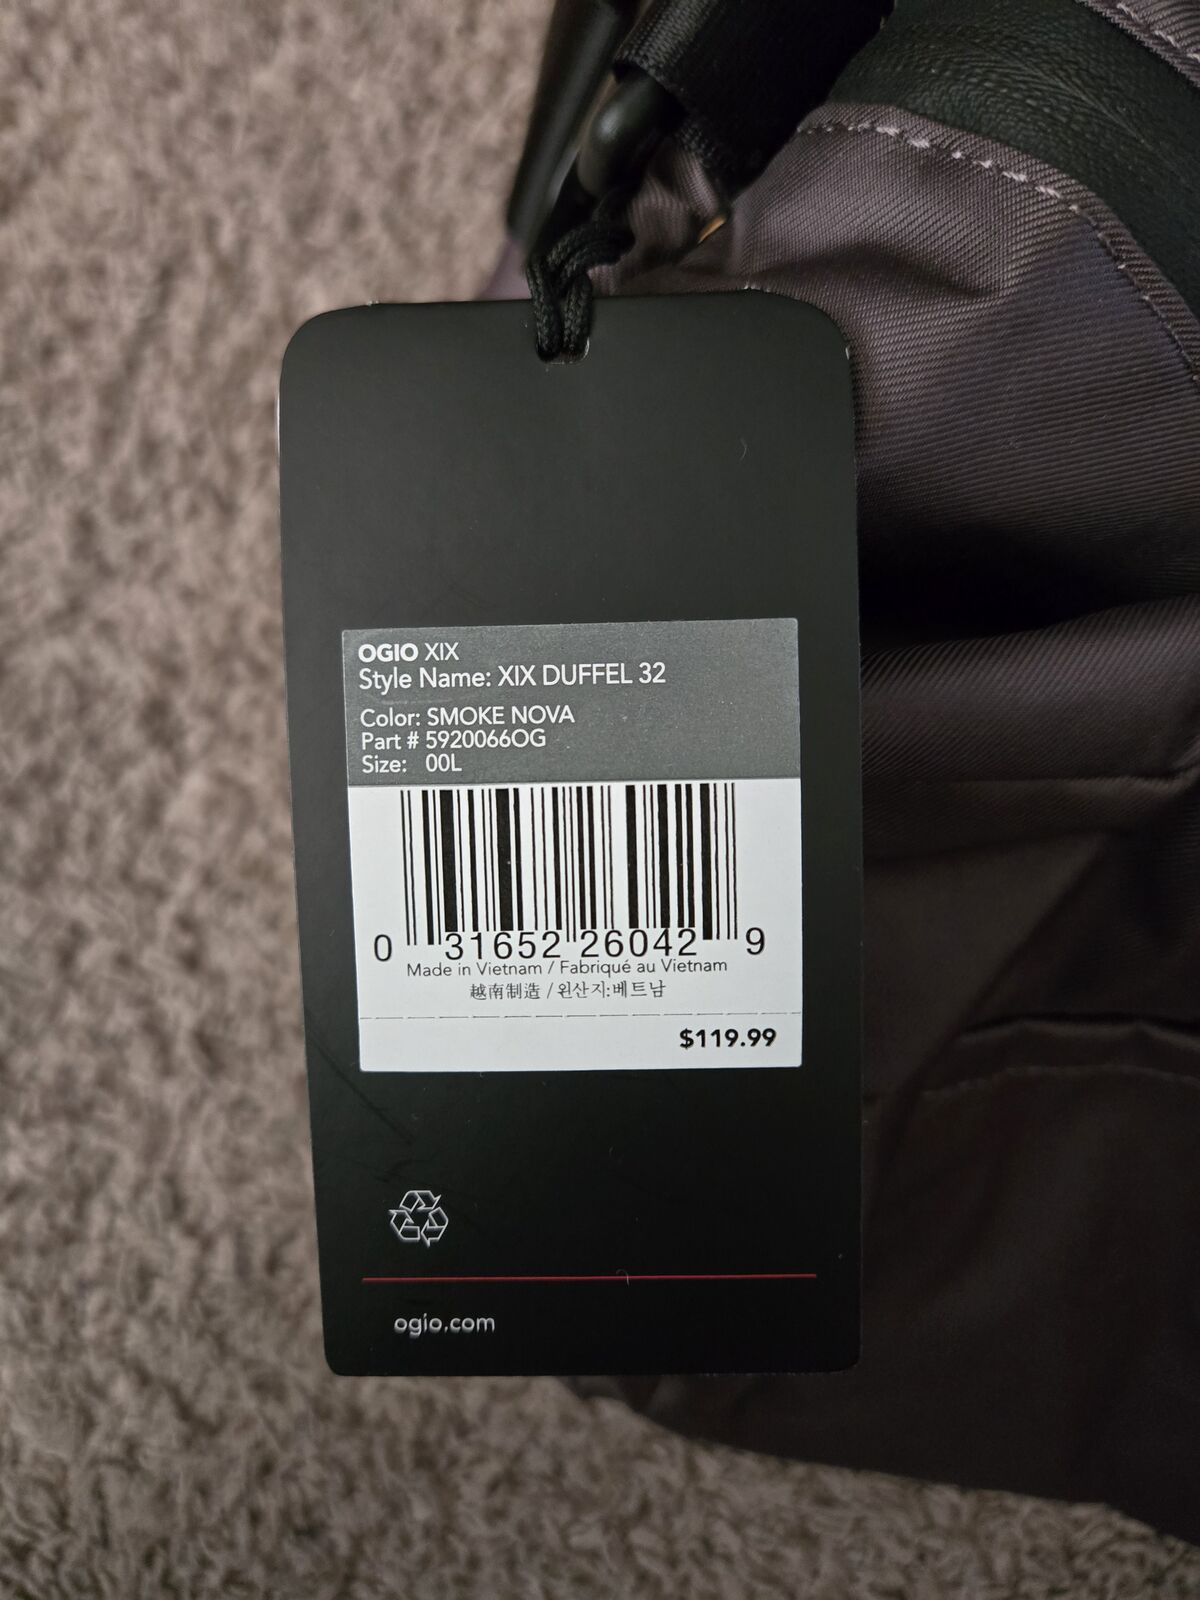 OGIO XIX
Style Name: XIX DUFFEL 32
Color: SMOKE NOVA
Part # 5920066OG
Size: 00L
0 31652 26042 9
Made in Vietnam / Fabriqué au Vietnam
越南制造 / 원산지:베트남
$119.99
ogio.com